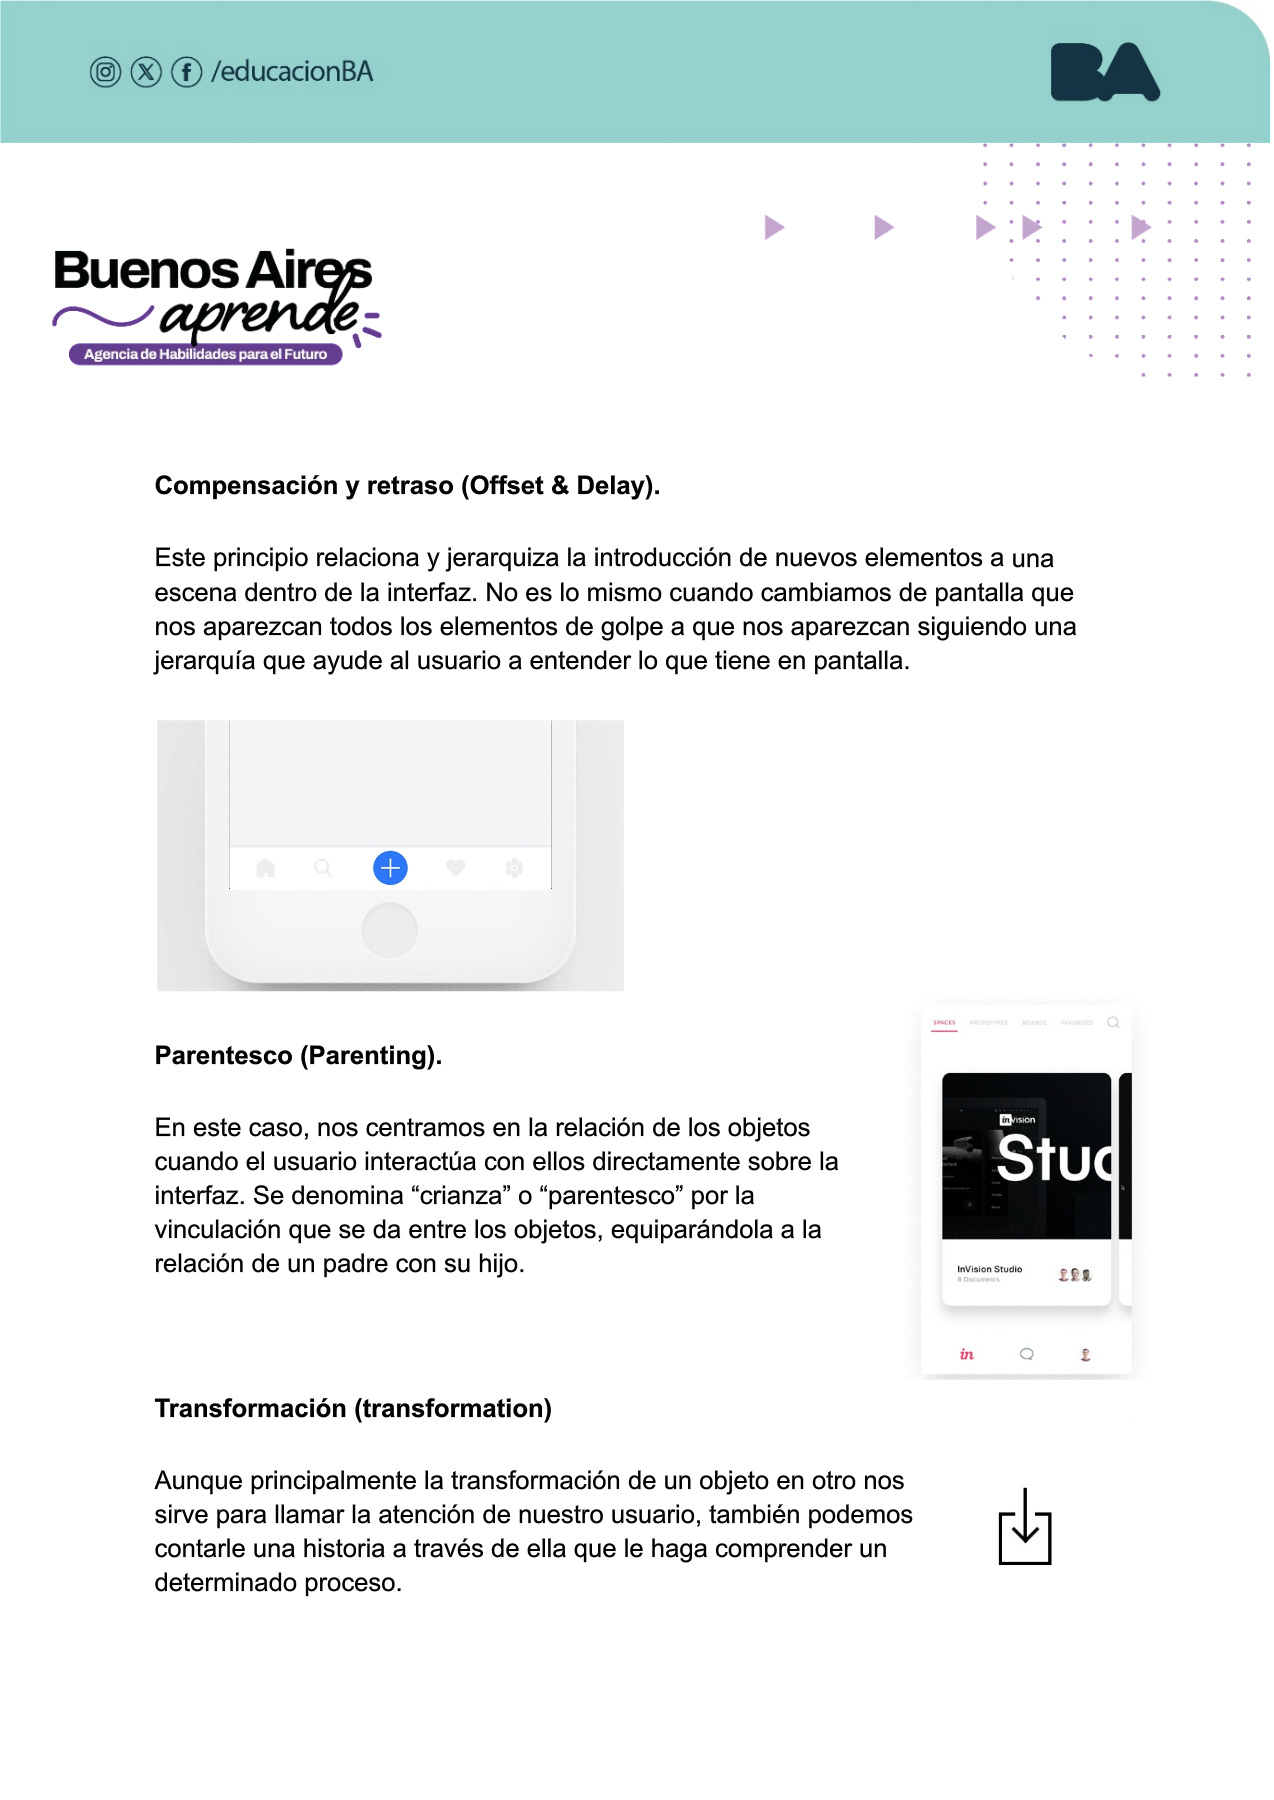 /educacionBA
BA
Buenos Aires
aprende
Agencia de Habilidades para el Futuro
Compensación y retraso (Offset & Delay).
Este principio relaciona y jerarquiza la introducción de nuevos elementos a una
escena dentro de la interfaz. No es lo mismo cuando cambiamos de pantalla que
nos aparezcan todos los elementos de golpe a que nos aparezcan siguiendo una
jerarquía que ayude al usuario a entender lo que tiene en pantalla.
SPACES PROTOTYPES BOARDS FAVORITES
Parentesco (Parenting).
En este caso, nos centramos en la relación de los objetos
cuando el usuario interactúa con ellos directamente sobre la
interfaz. Se denomina “crianza” o “parentesco” por la
vinculación que se da entre los objetos, equiparándola a la
relación de un padre con su hijo.
invision
Stuc
InVision Studio
8 Documents
in
Transformación (transformation)
Aunque principalmente la transformación de un objeto en otro nos
sirve para llamar la atención de nuestro usuario, también podemos
contarle una historia a través de ella que le haga comprender un
determinado proceso.